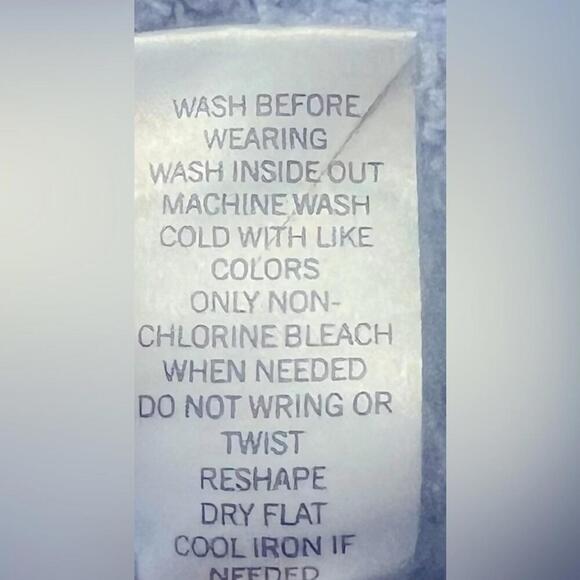 WASH BEFORE
WEARING
WASH INSIDE OUT
MACHINE WASH
COLD WITH LIKE
COLORS
ONLY NON-
CHLORINE BLEACH
WHEN NEEDED
DO NOT WRING OR
TWIST
RESHAPE
DRY FLAT
COOL IRON IF
NEEDED